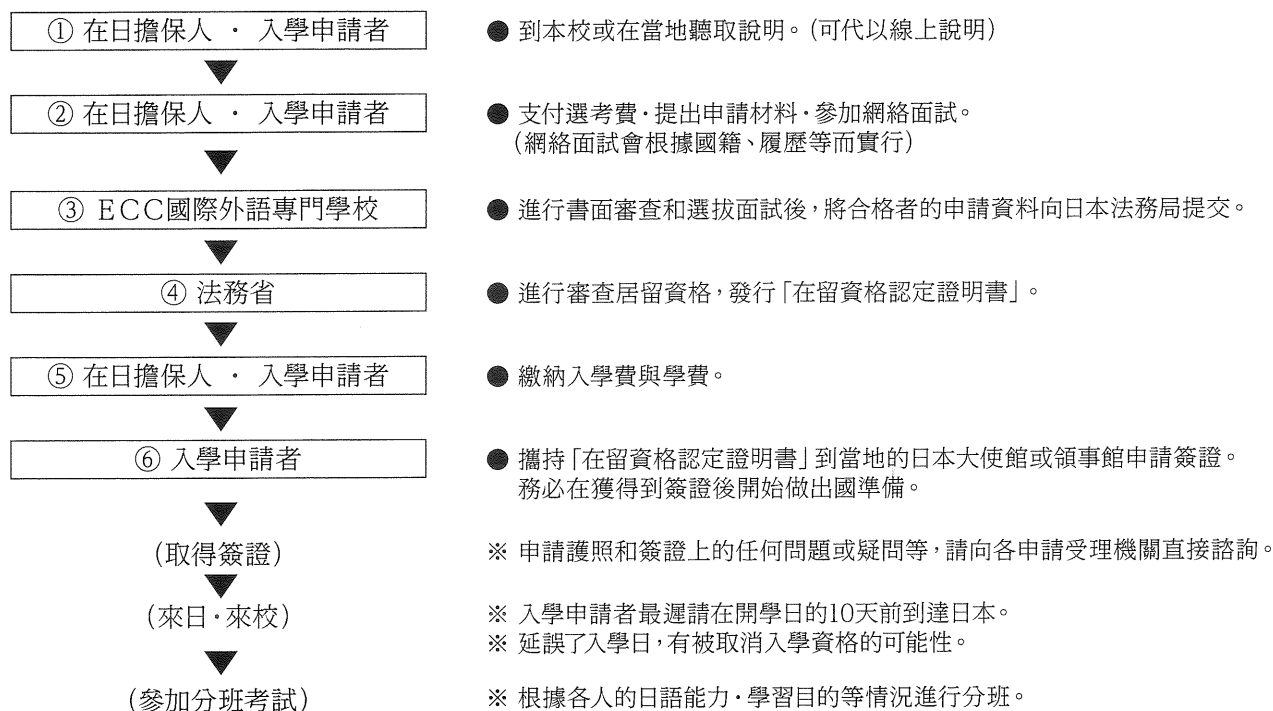 ① 在日擔保人 ・ 入學申請者
● 到本校或在當地聽取說明。(可代以線上說明)
② 在日擔保人 ・ 入學申請者
● 支付選考費・提出申請材料・參加網絡面試。
(網絡面試會根據國籍、履歷等而實行)
③ ECC國際外語專門學校
● 進行書面審查和選拔面試後,將合格者的申請資料向日本法務局提交。
④ 法務省
● 進行審查居留資格,發行「在留資格認定證明書」。
⑤ 在日擔保人 ・ 入學申請者
● 繳納入學費與學費。
⑥ 入學申請者
● 攜持「在留資格認定證明書」到當地的日本大使館或領事館申請簽證。
務必在獲得到簽證後開始做出國準備。
(取得簽證)
※ 申請護照和簽證上的任何問題或疑問等,請向各申請受理機關直接諮詢。
(來日・來校)
※ 入學申請者最遲請在開學日的10天前到達日本。
※ 延誤了入學日,有被取消入學資格的可能性。
(參加分班考試)
※ 根據各人的日語能力・學習目的等情況進行分班。